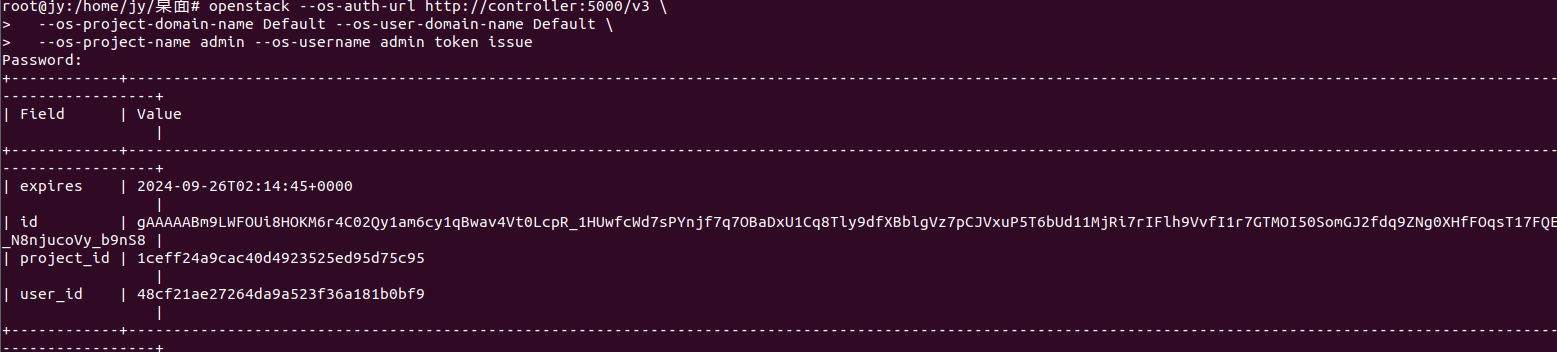 root@jy:/home/jy/桌面# openstack --os-auth-url http://controller:5000/v3 \
>   --os-project-domain-name Default --os-user-domain-name Default \
>   --os-project-name admin --os-username admin token issue
Password:
+------------+----------------------------------------------------------------------------------------------------------------------------------------------------------------
-----------------+
| Field      | Value
                 |
+------------+----------------------------------------------------------------------------------------------------------------------------------------------------------------
-----------------+
| expires    | 2024-09-26T02:14:45+0000
                 |
| id         | gAAAAABm9LWFOUi8HOKM6r4C02Qy1am6cy1qBwav4Vt0LcpR_1HUwfcWd7sPYnjf7q7OBaDxU1Cq8Tly9dfXBblgVz7pCJVxuP5T6bUd11MjRi7rIFlh9VvfI1r7GTMOI50SomGJ2fdq9ZNg0XHfFOqsT17FQE
_N8njucoVy_b9nS8 |
| project_id | 1ceff24a9cac40d4923525ed95d75c95
                 |
| user_id    | 48cf21ae27264da9a523f36a181b0bf9
                 |
+------------+----------------------------------------------------------------------------------------------------------------------------------------------------------------
-----------------+